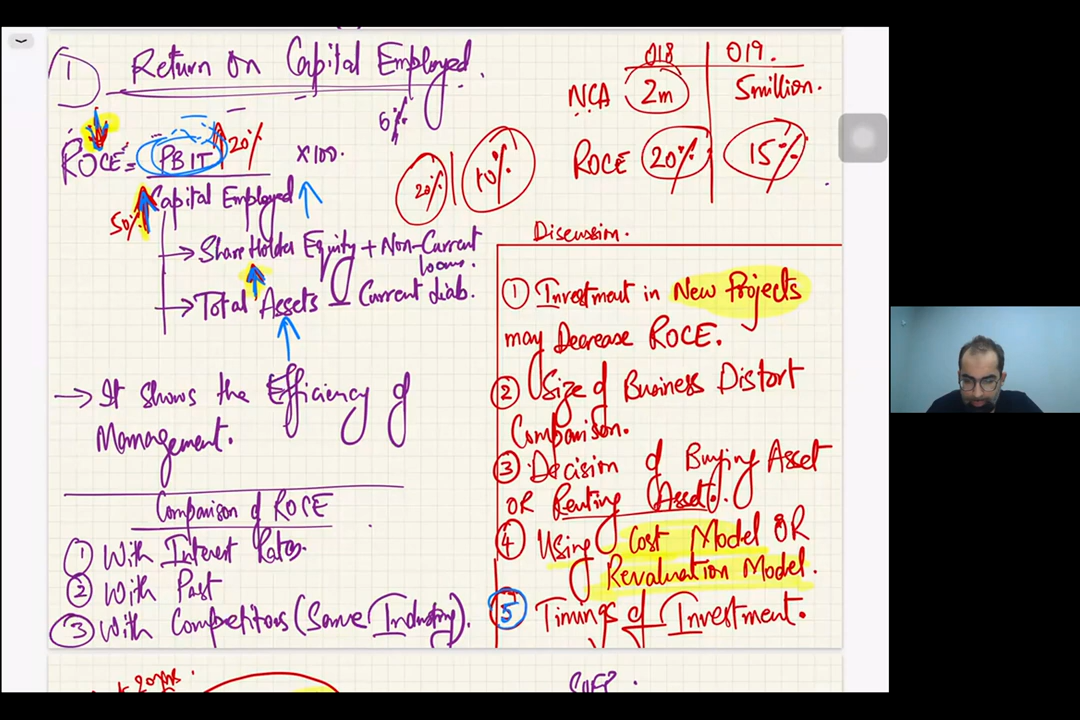 ① Return On Capital Employed.
6%
ROCE = PBIT 20% X100.
50% Capital Employed
20% | 10%
→ ShareHolder Equity + Non-Current
loans.
→ Total Assets – Current Liab.
→ It shows the Efficiency of
Management.
Comparison of ROCE
① With Interest Rates.
② With Past
③ With Competitors (Same Industry).
018 019.
NCA 2m 5million.
ROCE 20% 15%
Discussion.
① Investment in New Projects
may Decrease ROCE.
② Size of Business Distort
Comparison.
③ Decision of Buying Asset
OR Renting Asset.
④ Using Cost Model OR
Revaluation Model.
⑤ Timings of Investment.